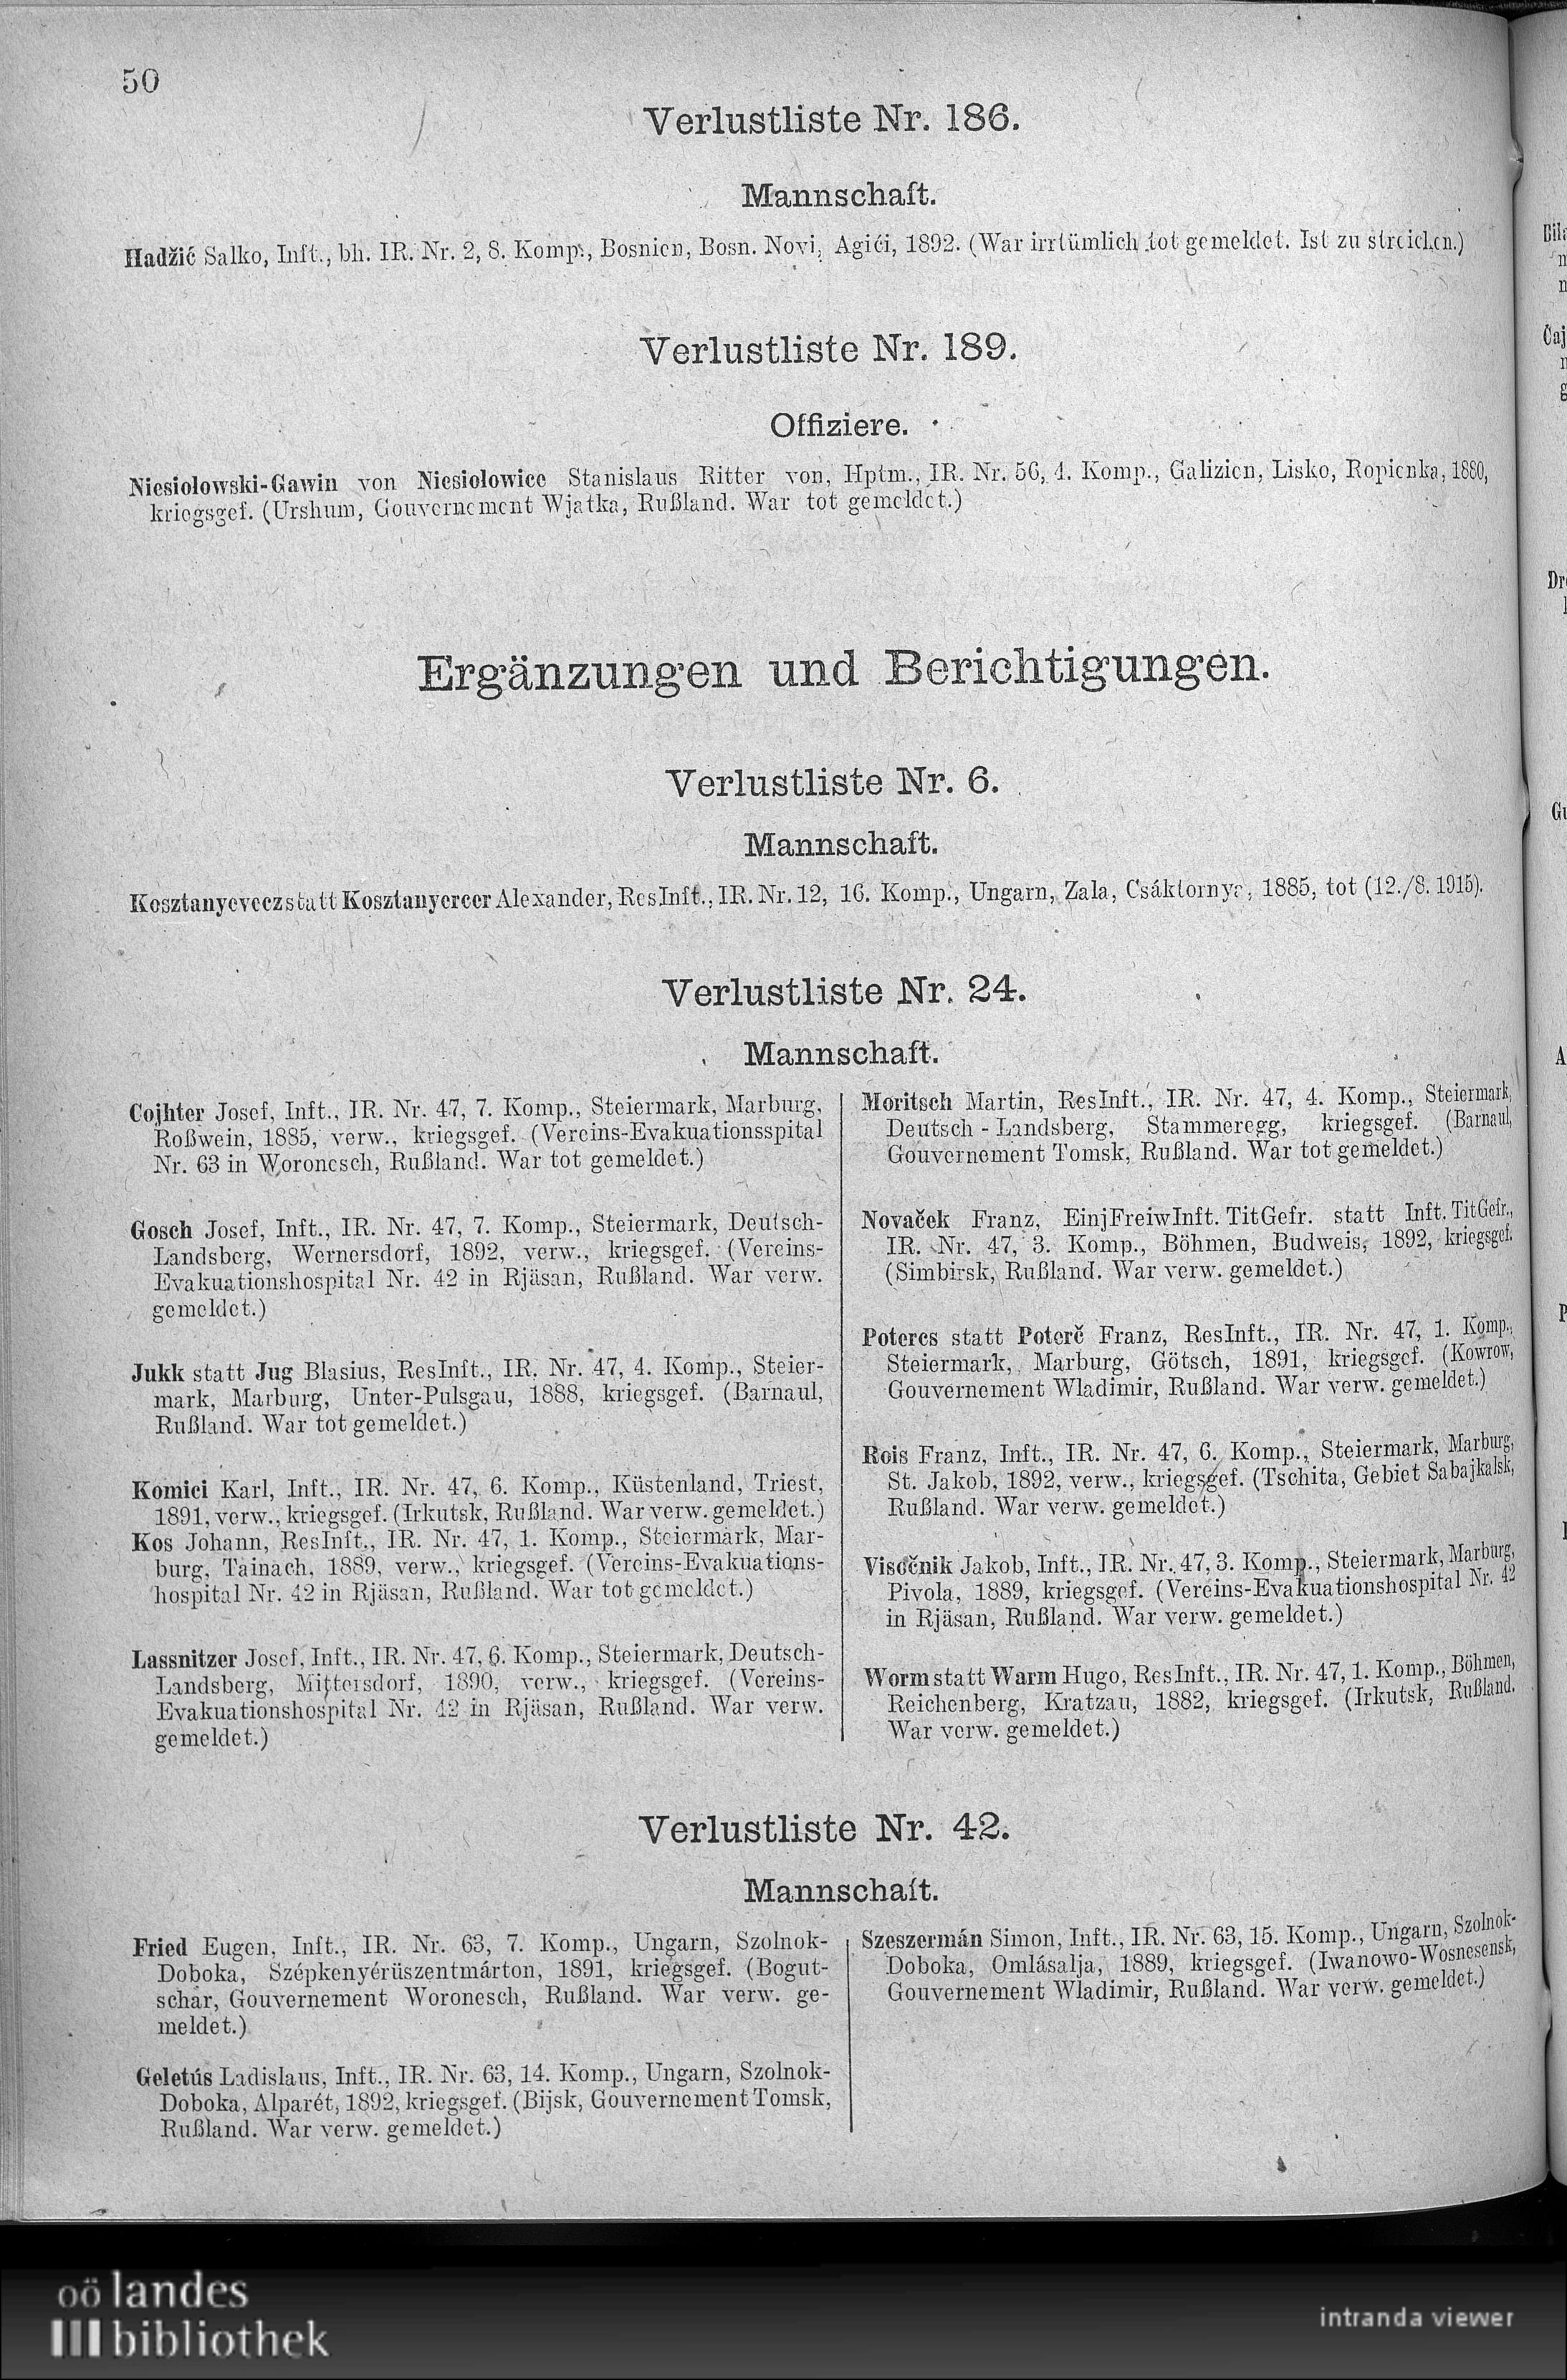 50
Verlustliste Nr. 186.
Mannschaft.
Hadžić Salko, Inft., bh. IR. Nr. 2, 8. Komp., Bosnien, Bosn. Novi, Agići, 1892. (War irrtümlich tot gemeldet. Ist zu streichen.)
Verlustliste Nr. 189.
Offiziere.
Niesiolowski-Gawin von Niesiolowice Stanislaus Ritter von, Hptm., IR. Nr. 56, 4. Komp., Galizien, Lisko, Ropienka, 1880,
kriegsgef. (Urshum, Gouvernement Wjatka, Rußland. War tot gemeldet.)
Ergänzungen und Berichtigungen.
Verlustliste Nr. 6.
Mannschaft.
Kosztanyeveczstatt Kosztanyercer Alexander, ResInft., IR. Nr. 12, 16. Komp., Ungarn, Zala, Csáktornya, 1885, tot (12./8. 1915).
Verlustliste Nr. 24.
Mannschaft.
Cojhter Josef, Inft., IR. Nr. 47, 7. Komp., Steiermark, Marburg,
Roßwein, 1885, verw., kriegsgef. (Vereins-Evakuationsspital
Nr. 63 in Woronesch, Rußland. War tot gemeldet.)
Gosch Josef, Inft., IR. Nr. 47, 7. Komp., Steiermark, Deutsch-
Landsberg, Wernersdorf, 1892, verw., kriegsgef. (Vereins-
Evakuationshospital Nr. 42 in Rjäsan, Rußland. War verw.
gemeldet.)
Jukk statt Jug Blasius, ResInft., IR. Nr. 47, 4. Komp., Steier-
mark, Marburg, Unter-Pulsgau, 1888, kriegsgef. (Barnaul,
Rußland. War tot gemeldet.)
Komici Karl, Inft., IR. Nr. 47, 6. Komp., Küstenland, Triest,
1891, verw., kriegsgef. (Irkutsk, Rußland. War verw. gemeldet.)
Kos Johann, ResInft., IR. Nr. 47, 1. Komp., Steiermark, Mar-
burg, Tainach, 1889, verw., kriegsgef. (Vereins-Evakuations-
hospital Nr. 42 in Rjäsan, Rußland. War tot gemeldet.)
Lassnitzer Josef, Inft., IR. Nr. 47, 6. Komp., Steiermark, Deutsch-
Landsberg, Mittersdorf, 1890, verw., kriegsgef. (Vereins-
Evakuationshospital Nr. 42 in Rjäsan, Rußland. War verw.
gemeldet.)
Moritsch Martin, ResInft., IR. Nr. 47, 4. Komp., Steiermark,
Deutsch-Landsberg, Stammeregg, kriegsgef. (Barnaul,
Gouvernement Tomsk, Rußland. War tot gemeldet.)
Novaček Franz, EinjFreiwInft. TitGefr. statt Inft. TitGefr.,
IR. Nr. 47, 3. Komp., Böhmen, Budweis, 1892, kriegsgef.
(Simbirsk, Rußland. War verw. gemeldet.)
Poteres statt Poterč Franz, ResInft., IR. Nr. 47, 1. Komp.,
Steiermark, Marburg, Götsch, 1891, kriegsgef. (Kowrow,
Gouvernement Wladimir, Rußland. War verw. gemeldet.)
Rois Franz, Inft., IR. Nr. 47, 6. Komp., Steiermark, Marburg,
St. Jakob, 1892, verw., kriegsgef. (Tschita, Gebiet Sabajkalsk,
Rußland. War verw. gemeldet.)
Visočnik Jakob, Inft., IR. Nr. 47, 3. Komp., Steiermark, Marburg,
Pivola, 1889, kriegsgef. (Vereins-Evakuationshospital Nr. 42
in Rjäsan, Rußland. War verw. gemeldet.)
Worm statt Warm Hugo, ResInft., IR. Nr. 47, 1. Komp., Böhmen,
Reichenberg, Kratzau, 1882, kriegsgef. (Irkutsk, Rußland.
War verw. gemeldet.)
Verlustliste Nr. 42.
Mannschaft.
Fried Eugen, Inft., IR. Nr. 63, 7. Komp., Ungarn, Szolnok-
Doboka, Szépkenyérüszentmárton, 1891, kriegsgef. (Bogut-
schar, Gouvernement Woronesch, Rußland. War verw. ge-
meldet.)
Geletús Ladislaus, Inft., IR. Nr. 63, 14. Komp., Ungarn, Szolnok-
Doboka, Alparét, 1892, kriegsgef. (Bijsk, Gouvernement Tomsk,
Rußland. War verw. gemeldet.)
Szeszermán Simon, Inft., IR. Nr. 63, 15. Komp., Ungarn, Szolnok-
Doboka, Omlásalja, 1889, kriegsgef. (Iwanowo-Wosnesensk,
Gouvernement Wladimir, Rußland. War verw. gemeldet.)
oö landes
bibliothek
intranda viewer